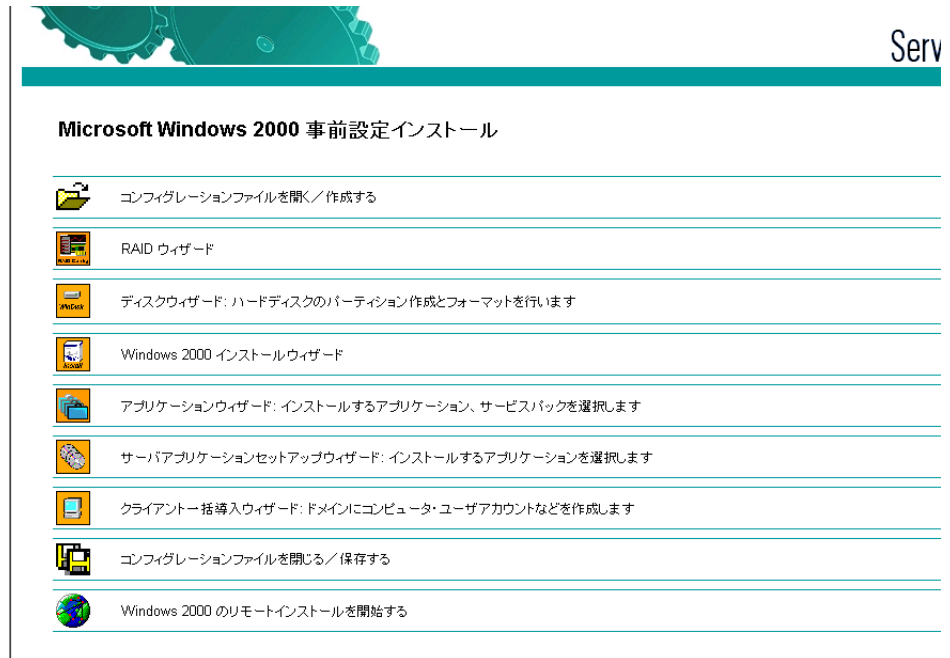 Serv
Microsoft Windows 2000 事前設定インストール
コンフィグレーションファイルを開く／作成する
RAID ウィザード
ディスクウィザード: ハードディスクのパーティション作成とフォーマットを行います
WinDisk
Windows 2000 インストールウィザード
Install
アプリケーションウィザード: インストールするアプリケーション、サービスパックを選択します
サーバアプリケーションセットアップウィザード: インストールするアプリケーションを選択します
クライアント一括導入ウィザード: ドメインにコンピュータ・ユーザアカウントなどを作成します
コンフィグレーションファイルを閉じる／保存する
Windows 2000 のリモートインストールを開始する